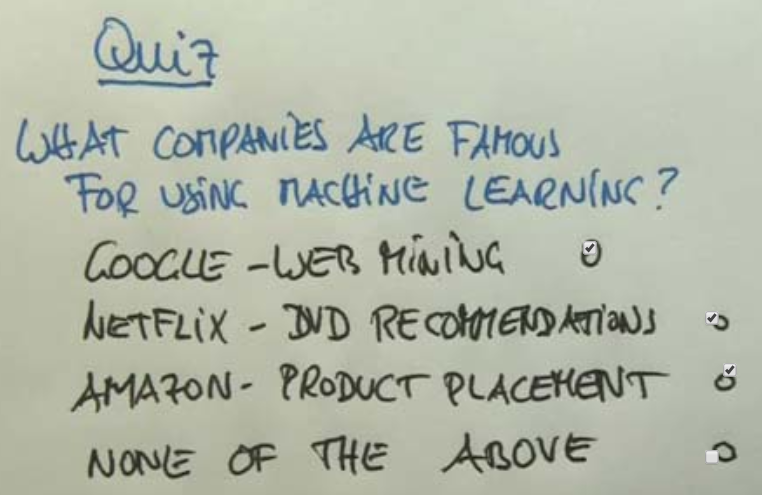 Quiz
WHAT COMPANIES ARE FAMOUS
FOR USING MACHINE LEARNING?
GOOGLE - WEB MINING
NETFLIX - DVD RECOMMENDATIONS
AMAZON - PRODUCT PLACEMENT
NONE OF THE ABOVE